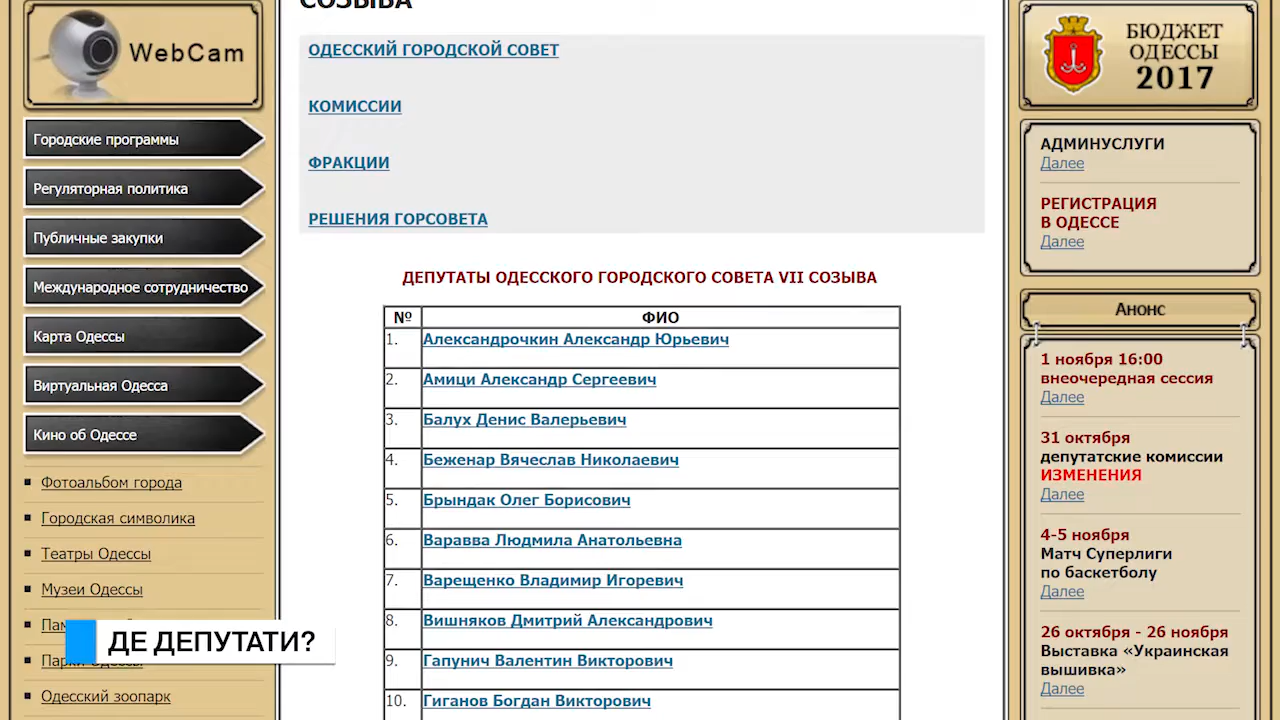 СОЗЫВА
WebCam
Городские программы
Регуляторная политика
Публичные закупки
Международное сотрудничество
Карта Одессы
Виртуальная Одесса
Кино об Одессе
Фотоальбом города
Городская символика
Театры Одессы
Музеи Одессы
Парки Одессы
Одесский зоопарк
ДЕ ДЕПУТАТИ?
ОДЕССКИЙ ГОРОДСКОЙ СОВЕТ
КОМИССИИ
ФРАКЦИИ
РЕШЕНИЯ ГОРСОВЕТА
ДЕПУТАТЫ ОДЕССКОГО ГОРОДСКОГО СОВЕТА VII СОЗЫВА
№ ФИО
1. Александрочкин Александр Юрьевич
2. Амици Александр Сергеевич
3. Балух Денис Валерьевич
4. Беженар Вячеслав Николаевич
5. Брындак Олег Борисович
6. Варавва Людмила Анатольевна
7. Варещенко Владимир Игоревич
8. Вишняков Дмитрий Александрович
9. Гапунич Валентин Викторович
10. Гиганов Богдан Викторович
БЮДЖЕТ
ОДЕССЫ
2017
АДМИНУСЛУГИ
Далее
РЕГИСТРАЦИЯ
В ОДЕССЕ
Далее
Анонс
1 ноября 16:00
внеочередная сессия
Далее
31 октября
депутатские комиссии
ИЗМЕНЕНИЯ
Далее
4-5 ноября
Матч Суперлиги
по баскетболу
Далее
26 октября - 26 ноября
Выставка «Украинская
вышивка»
Далее